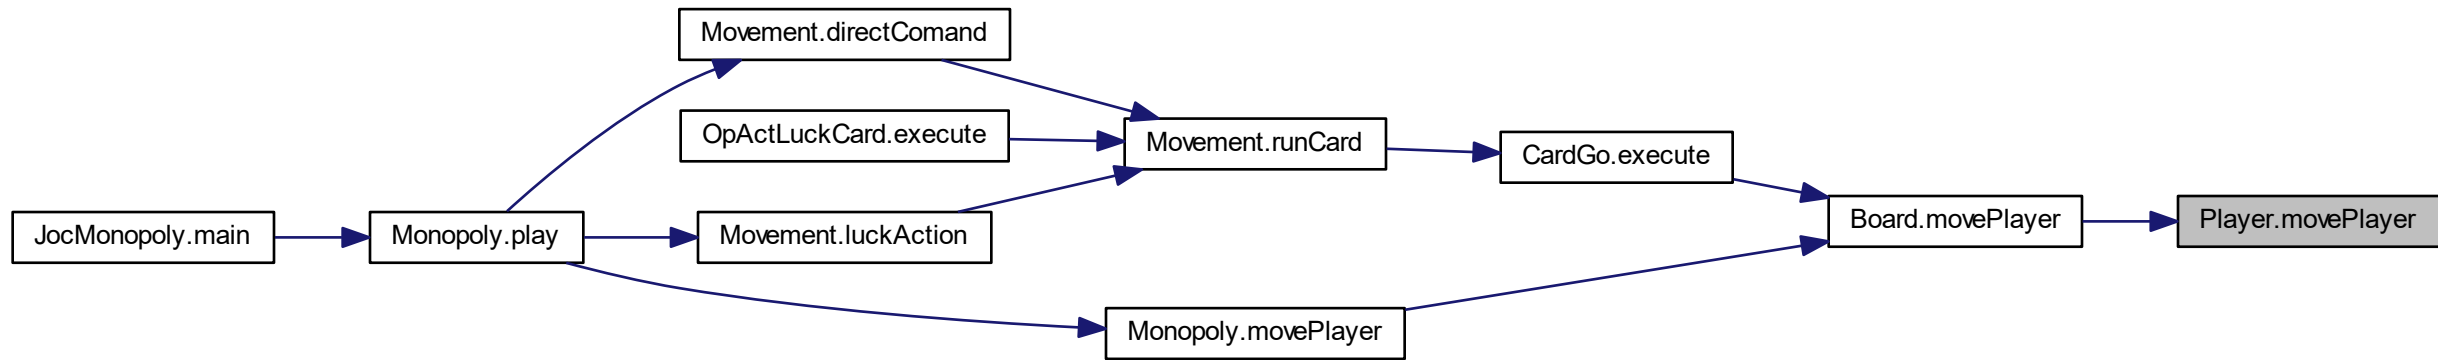 Movement.directComand
OpActLuckCard.execute
Movement.runCard
CardGo.execute
JocMonopoly.main
Monopoly.play
Movement.luckAction
Board.movePlayer
Player.movePlayer
Monopoly.movePlayer